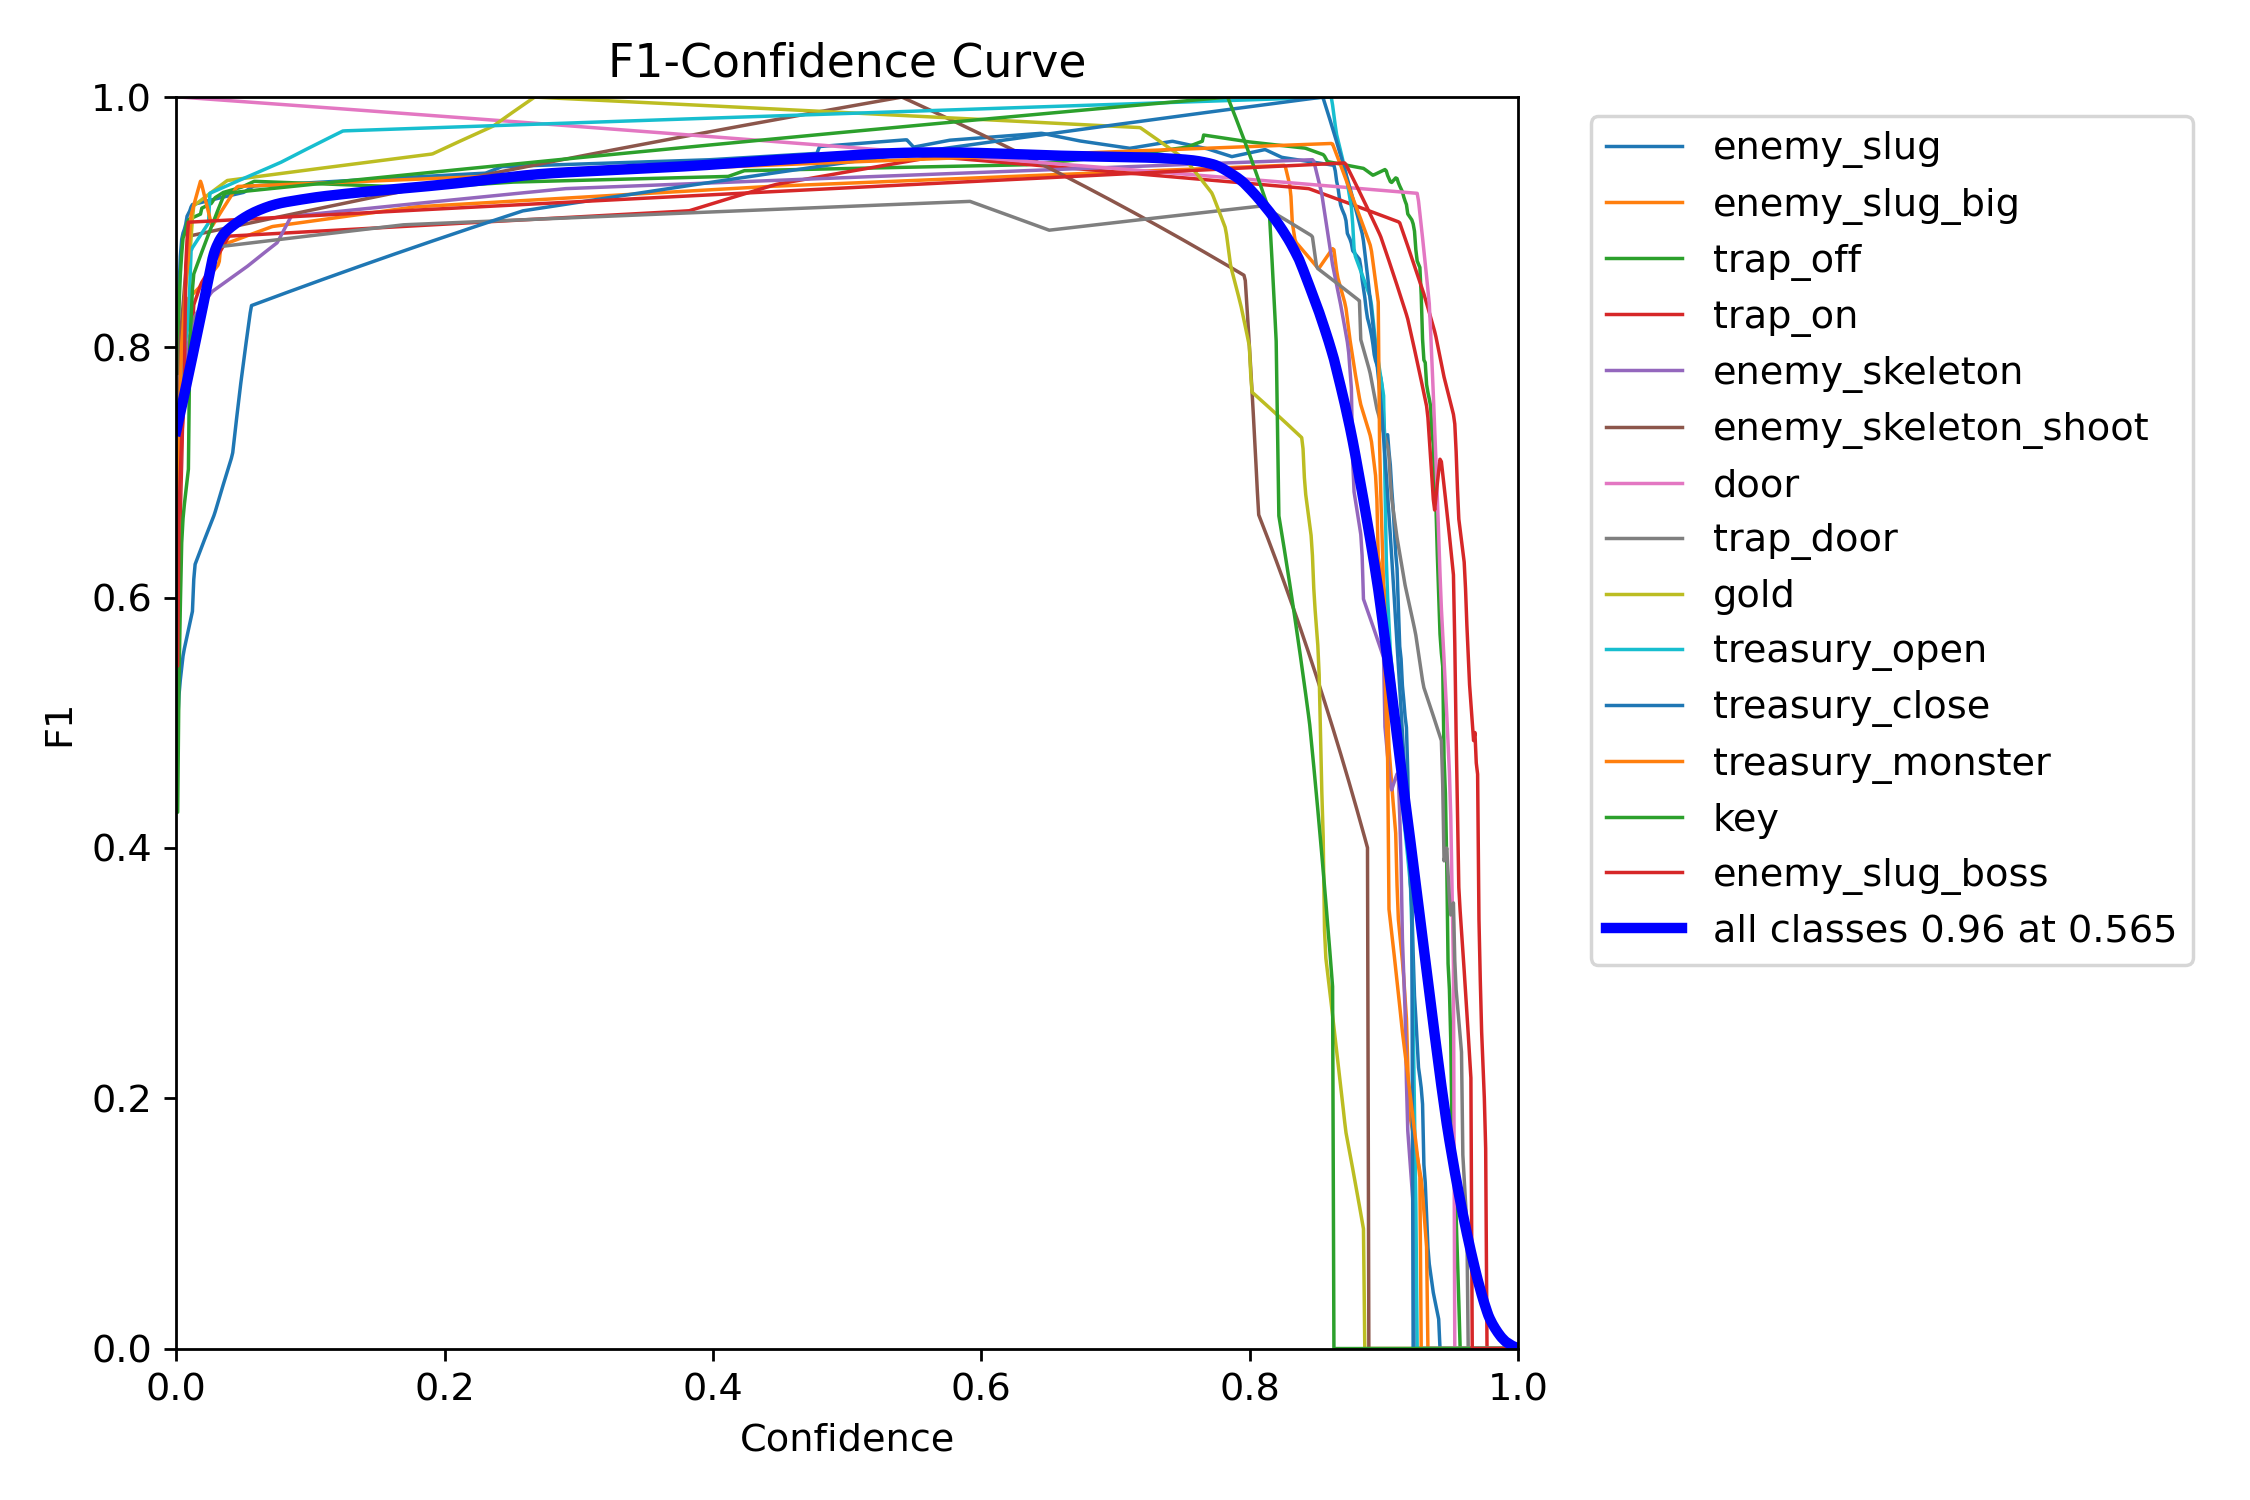 F1-Confidence Curve
1.0
0.8
0.6
0.4
0.2
0.0
F1
0.0 0.2 0.4 0.6 0.8 1.0
Confidence
enemy_slug
enemy_slug_big
trap_off
trap_on
enemy_skeleton
enemy_skeleton_shoot
door
trap_door
gold
treasury_open
treasury_close
treasury_monster
key
enemy_slug_boss
all classes 0.96 at 0.565